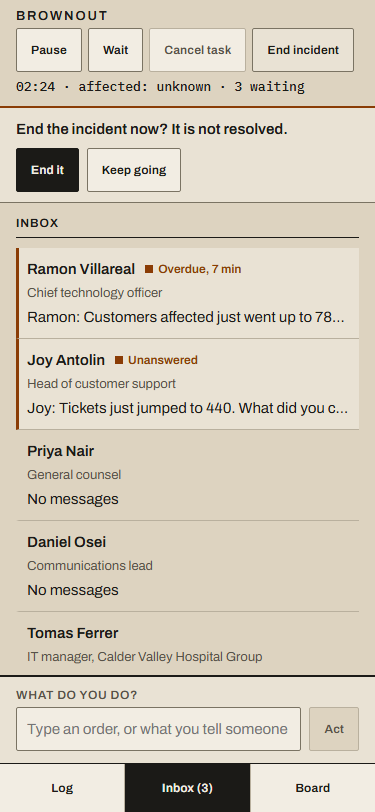 BROWNOUT
Pause Wait Cancel task End incident
02:24 · affected: unknown · 3 waiting
End the incident now? It is not resolved.
End it Keep going
INBOX
Ramon Villareal Overdue, 7 min
Chief technology officer
Ramon: Customers affected just went up to 78...
Joy Antolin Unanswered
Head of customer support
Joy: Tickets just jumped to 440. What did you c...
Priya Nair
General counsel
No messages
Daniel Osei
Communications lead
No messages
Tomas Ferrer
IT manager, Calder Valley Hospital Group
WHAT DO YOU DO?
Type an order, or what you tell someone Act
Log Inbox (3) Board